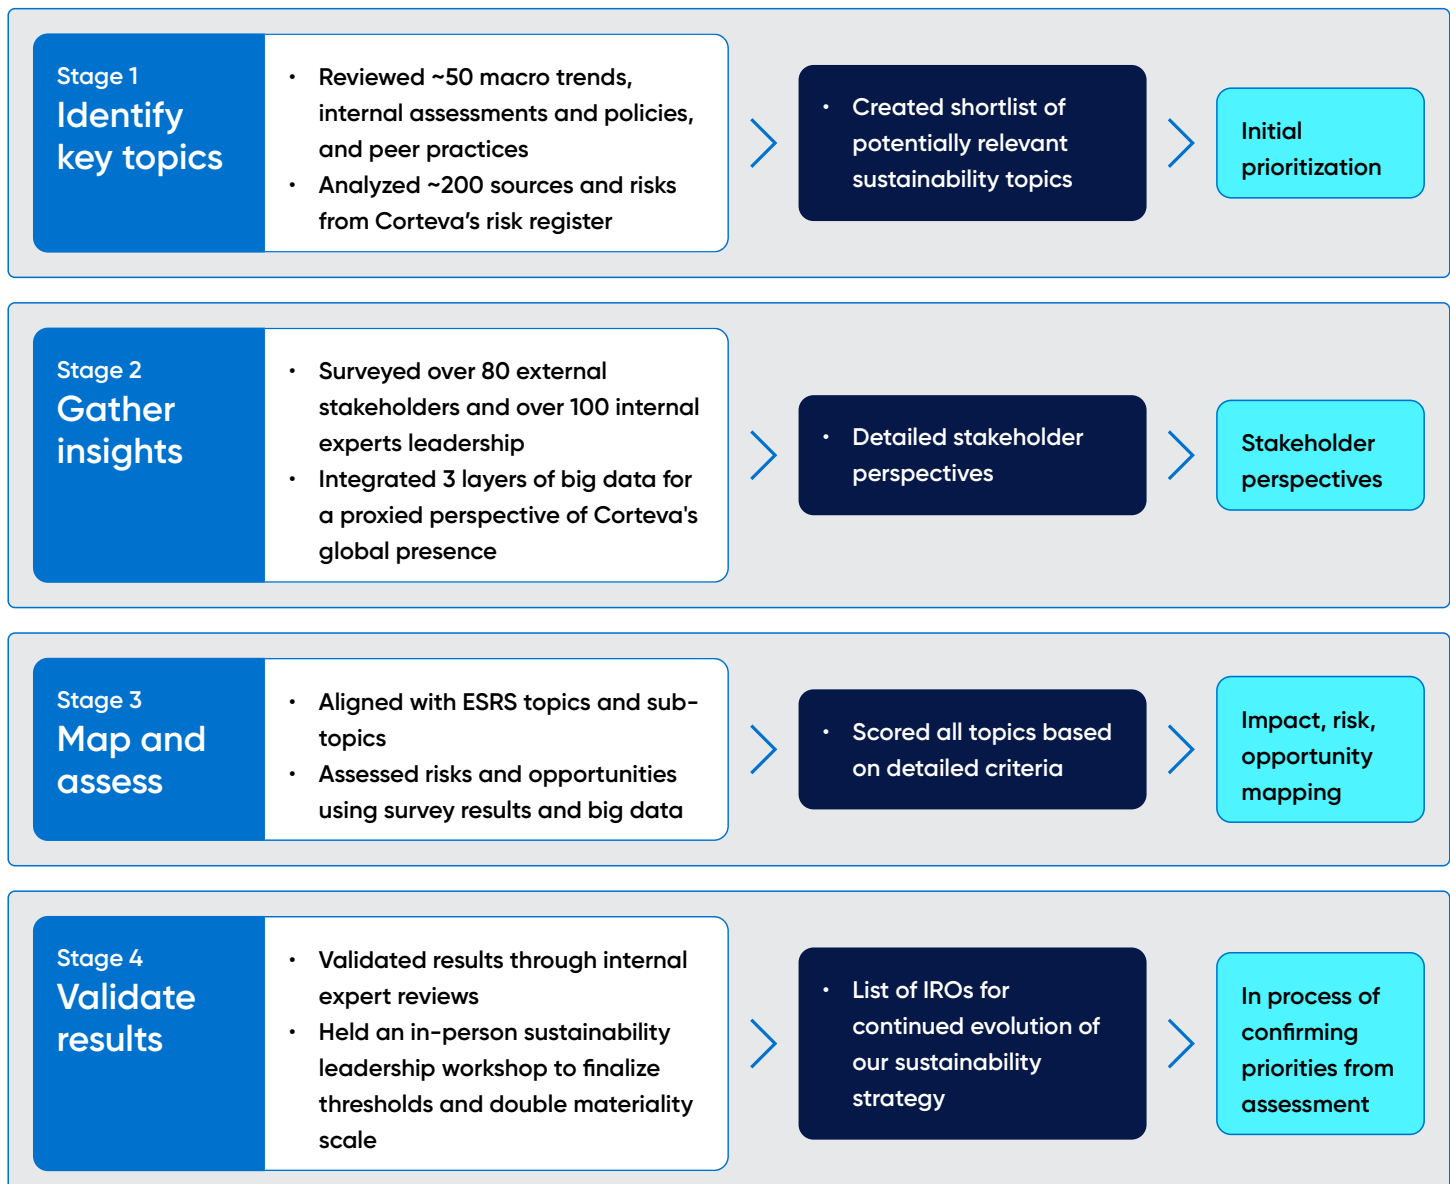 Stage 1
Identify
key topics
• Reviewed ~50 macro trends,
internal assessments and policies,
and peer practices
• Analyzed ~200 sources and risks
from Corteva’s risk register
• Created shortlist of
potentially relevant
sustainability topics
Initial
prioritization
Stage 2
Gather
insights
• Surveyed over 80 external
stakeholders and over 100 internal
experts leadership
• Integrated 3 layers of big data for
a proxied perspective of Corteva's
global presence
• Detailed stakeholder
perspectives
Stakeholder
perspectives
Stage 3
Map and
assess
• Aligned with ESRS topics and sub-
topics
• Assessed risks and opportunities
using survey results and big data
• Scored all topics based
on detailed criteria
Impact, risk,
opportunity
mapping
Stage 4
Validate
results
• Validated results through internal
expert reviews
• Held an in-person sustainability
leadership workshop to finalize
thresholds and double materiality
scale
• List of IROs for
continued evolution of
our sustainability
strategy
In process of
confirming
priorities from
assessment